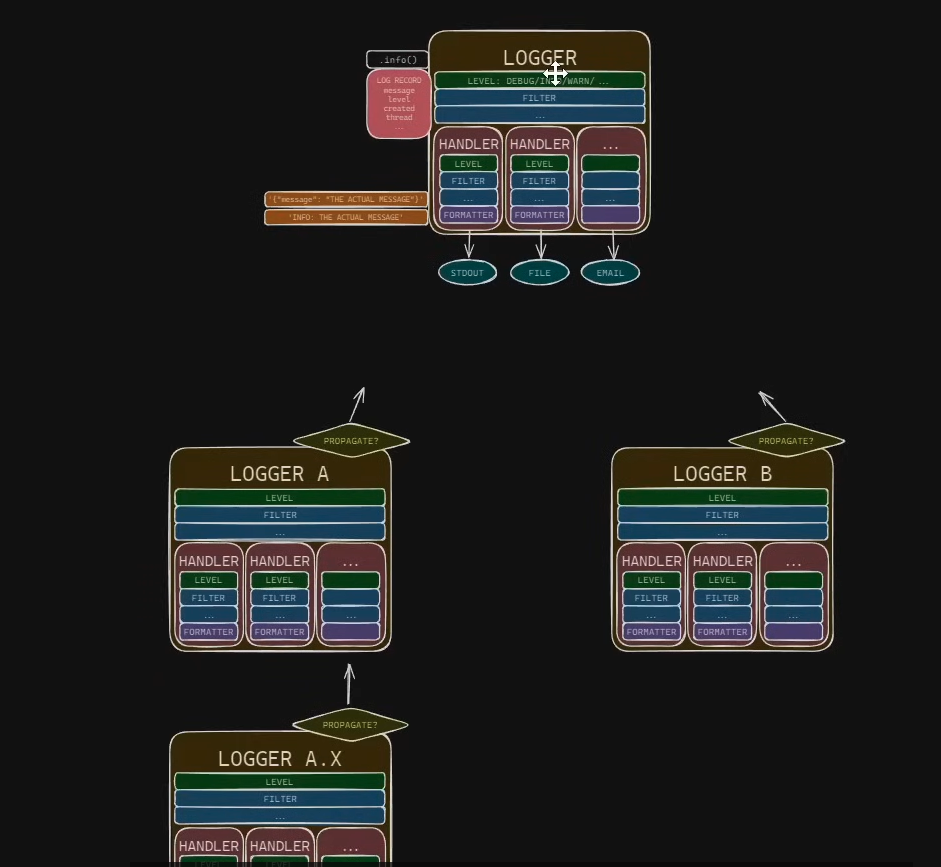 LOGGER
.info()
LOG RECORD
message
level
created
thread
...
LEVEL: DEBUG/INFO/WARN/...
FILTER
...
HANDLER
LEVEL
FILTER
...
FORMATTER
HANDLER
LEVEL
FILTER
...
FORMATTER
...
...
'{"message": "THE ACTUAL MESSAGE"}'
'INFO: THE ACTUAL MESSAGE'
STDOUT
FILE
EMAIL
PROPAGATE?
LOGGER A
LEVEL
FILTER
...
HANDLER
LEVEL
FILTER
...
FORMATTER
HANDLER
LEVEL
FILTER
...
FORMATTER
...
...
PROPAGATE?
LOGGER B
LEVEL
FILTER
...
HANDLER
LEVEL
FILTER
...
FORMATTER
HANDLER
LEVEL
FILTER
...
FORMATTER
...
...
PROPAGATE?
LOGGER A.X
LEVEL
FILTER
...
HANDLER
HANDLER
...